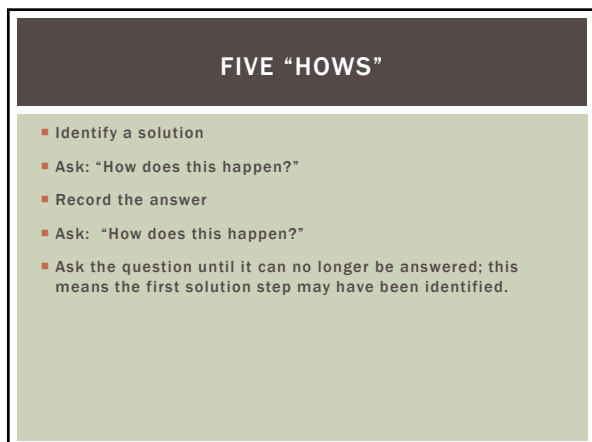 FIVE “HOWS”
Identify a solution
Ask: “How does this happen?”
Record the answer
Ask:  “How does this happen?”
Ask the question until it can no longer be answered; this
means the first solution step may have been identified.